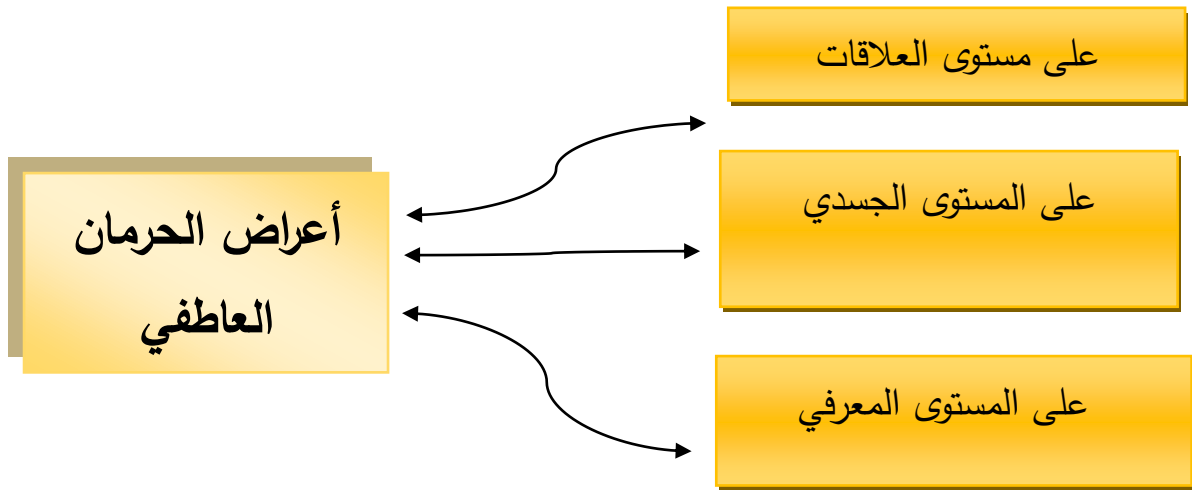 على مستوى العلاقات
على المستوى الجسدي
أعراض الحرمان
العاطفي
على المستوى المعرفي